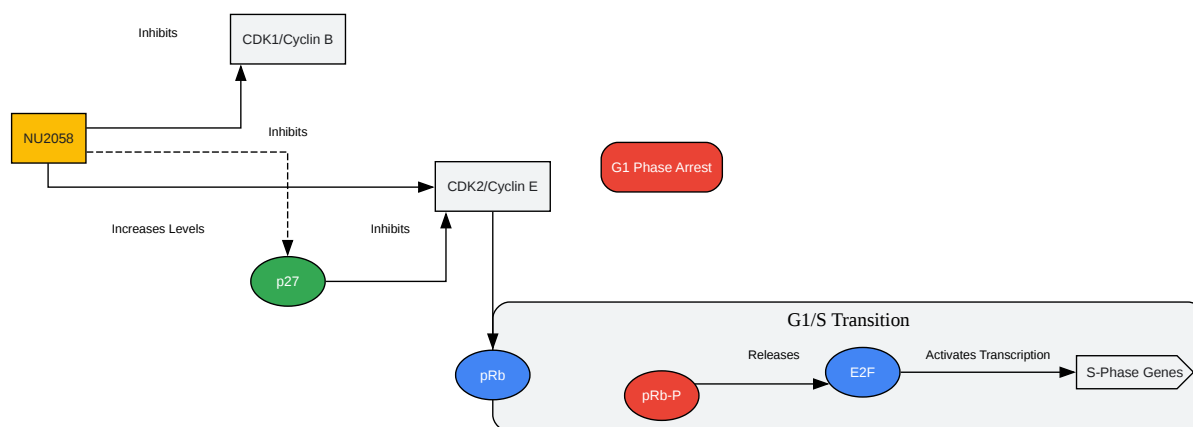 Inhibits
CDK1/Cyclin B
NU2058
Inhibits
G1 Phase Arrest
CDK2/Cyclin E
Increases Levels
Inhibits
p27
G1/S Transition
Releases
Activates Transcription
pRb
E2F
S-Phase Genes
pRb-P